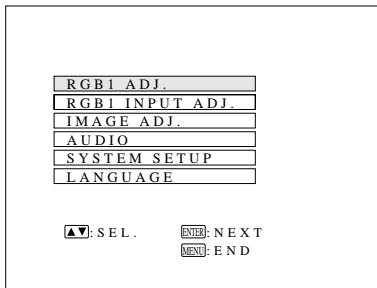 RGB1 ADJ.
RGB1 INPUT ADJ.
IMAGE ADJ.
AUDIO
SYSTEM SETUP
LANGUAGE
▲▼: SEL. ENTER: NEXT
MENU: END